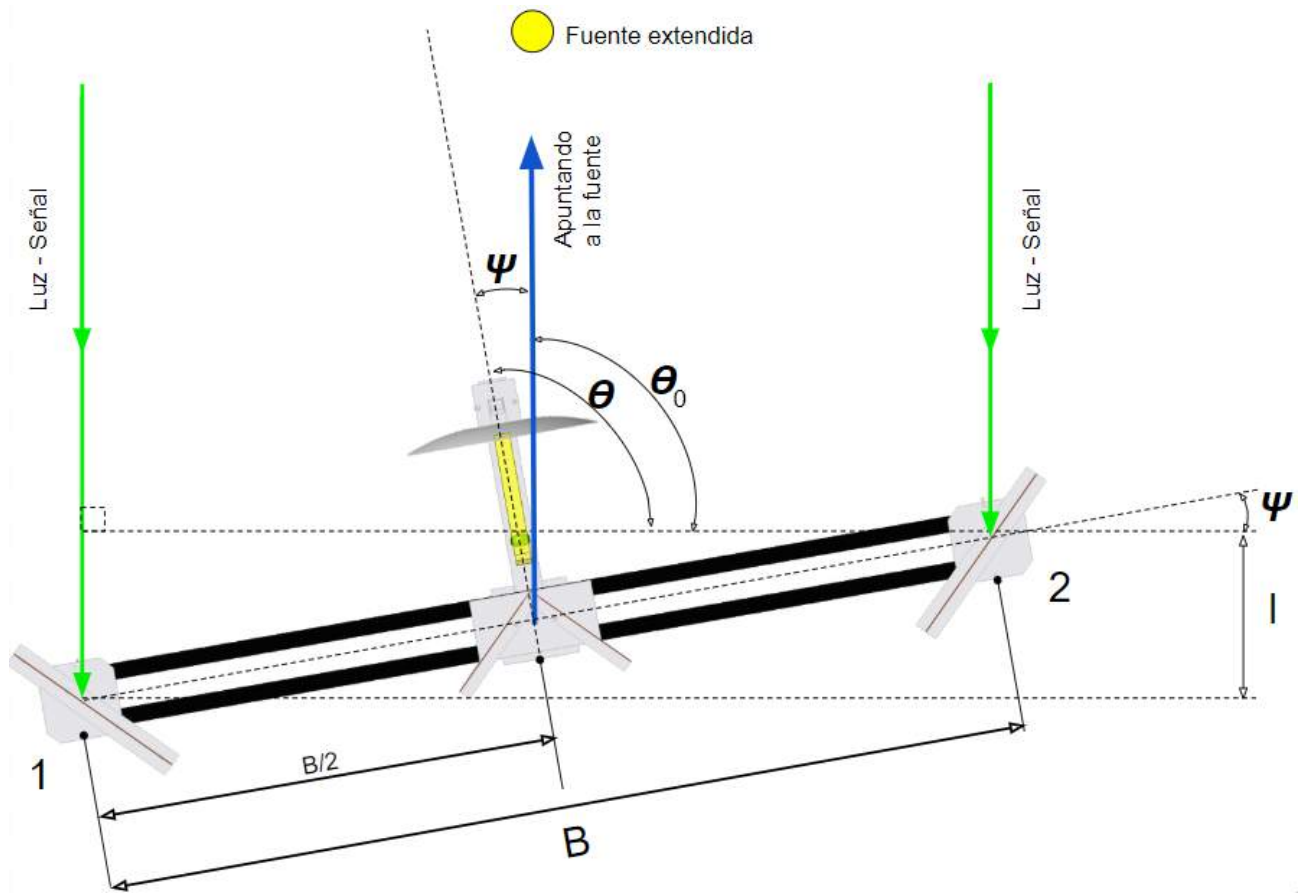 Fuente extendida
Luz - Señal
Apuntando
a la fuente
Luz - Señal
ψ
θ
θ0
ψ
l
2
1
B/2
B